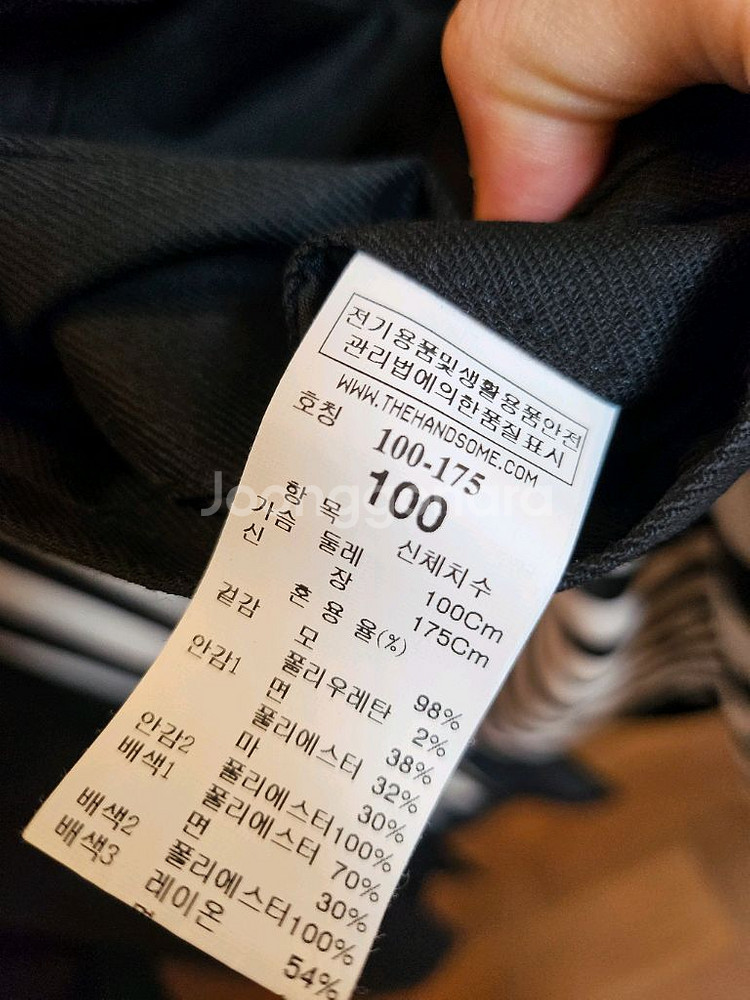 전기용품및생활용품안전
관리법에의한품질표시
WWW.THEHANDSOME.COM
호칭
100-175
100
항 목 신체치수
가슴 둘레 100Cm
신 장 175Cm
혼 용 율(%)
겉감 모 98%
폴리우레탄 2%
안감1 면 38%
폴리에스터 32%
마 30%
안감2 폴리에스터100%
배색1 폴리에스터 70%
면 30%
배색2 폴리에스터100%
배색3 레이온 54%
Joonggonara